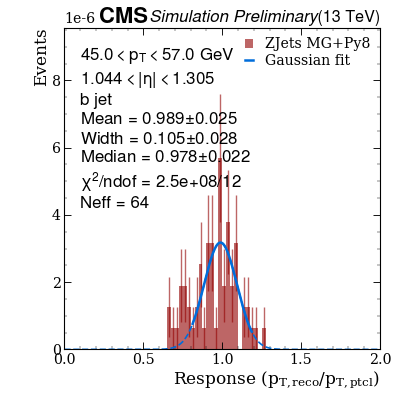 1e-6 CMS Simulation Preliminary (13 TeV)
Events
ZJets MG+Py8
Gaussian fit
45.0 < p_T < 57.0 GeV
1.044 < |η| < 1.305
b jet
Mean = 0.989±0.025
Width = 0.105±0.028
Median = 0.978±0.022
χ²/ndof = 2.5e+08/12
Neff = 64
8
6
4
2
0
0.0 0.5 1.0 1.5 2.0
Response (p_T,reco/p_T,ptcl)